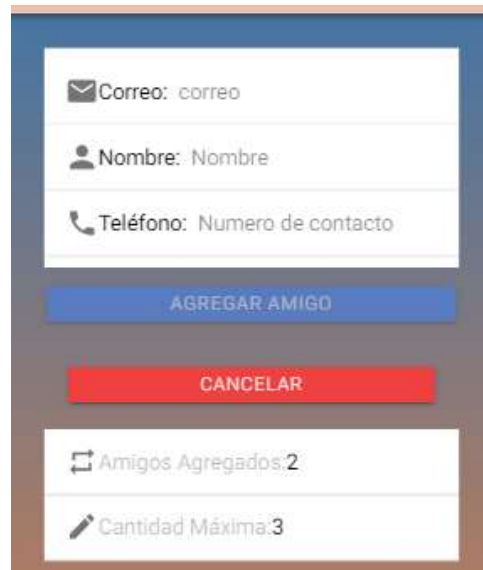 Correo: correo
Nombre: Nombre
Teléfono: Numero de contacto
AGREGAR AMIGO
CANCELAR
Amigos Agregados:2
Cantidad Máxima:3